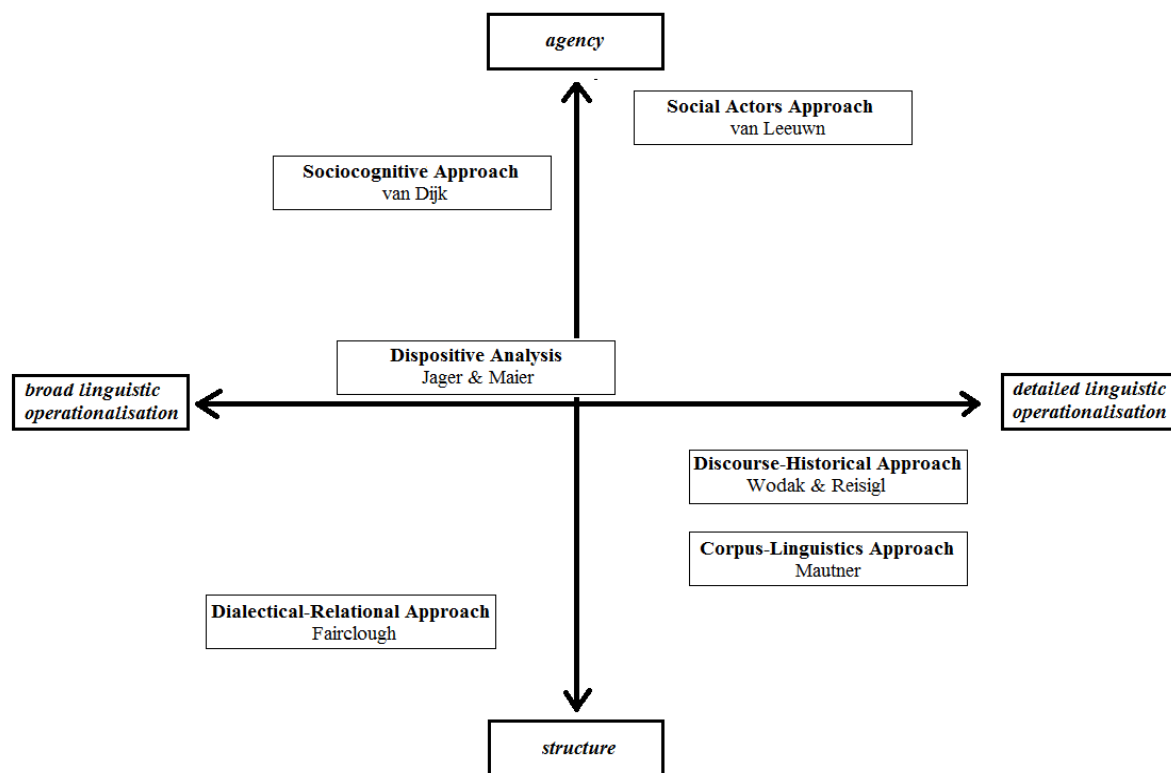 agency
Social Actors Approach
van Leeuwn
Sociocognitive Approach
van Dijk
Dispositive Analysis
Jager & Maier
broad linguistic
operationalisation
detailed linguistic
operationalisation
Discourse-Historical Approach
Wodak & Reisigl
Corpus-Linguistics Approach
Mautner
Dialectical-Relational Approach
Fairclough
structure